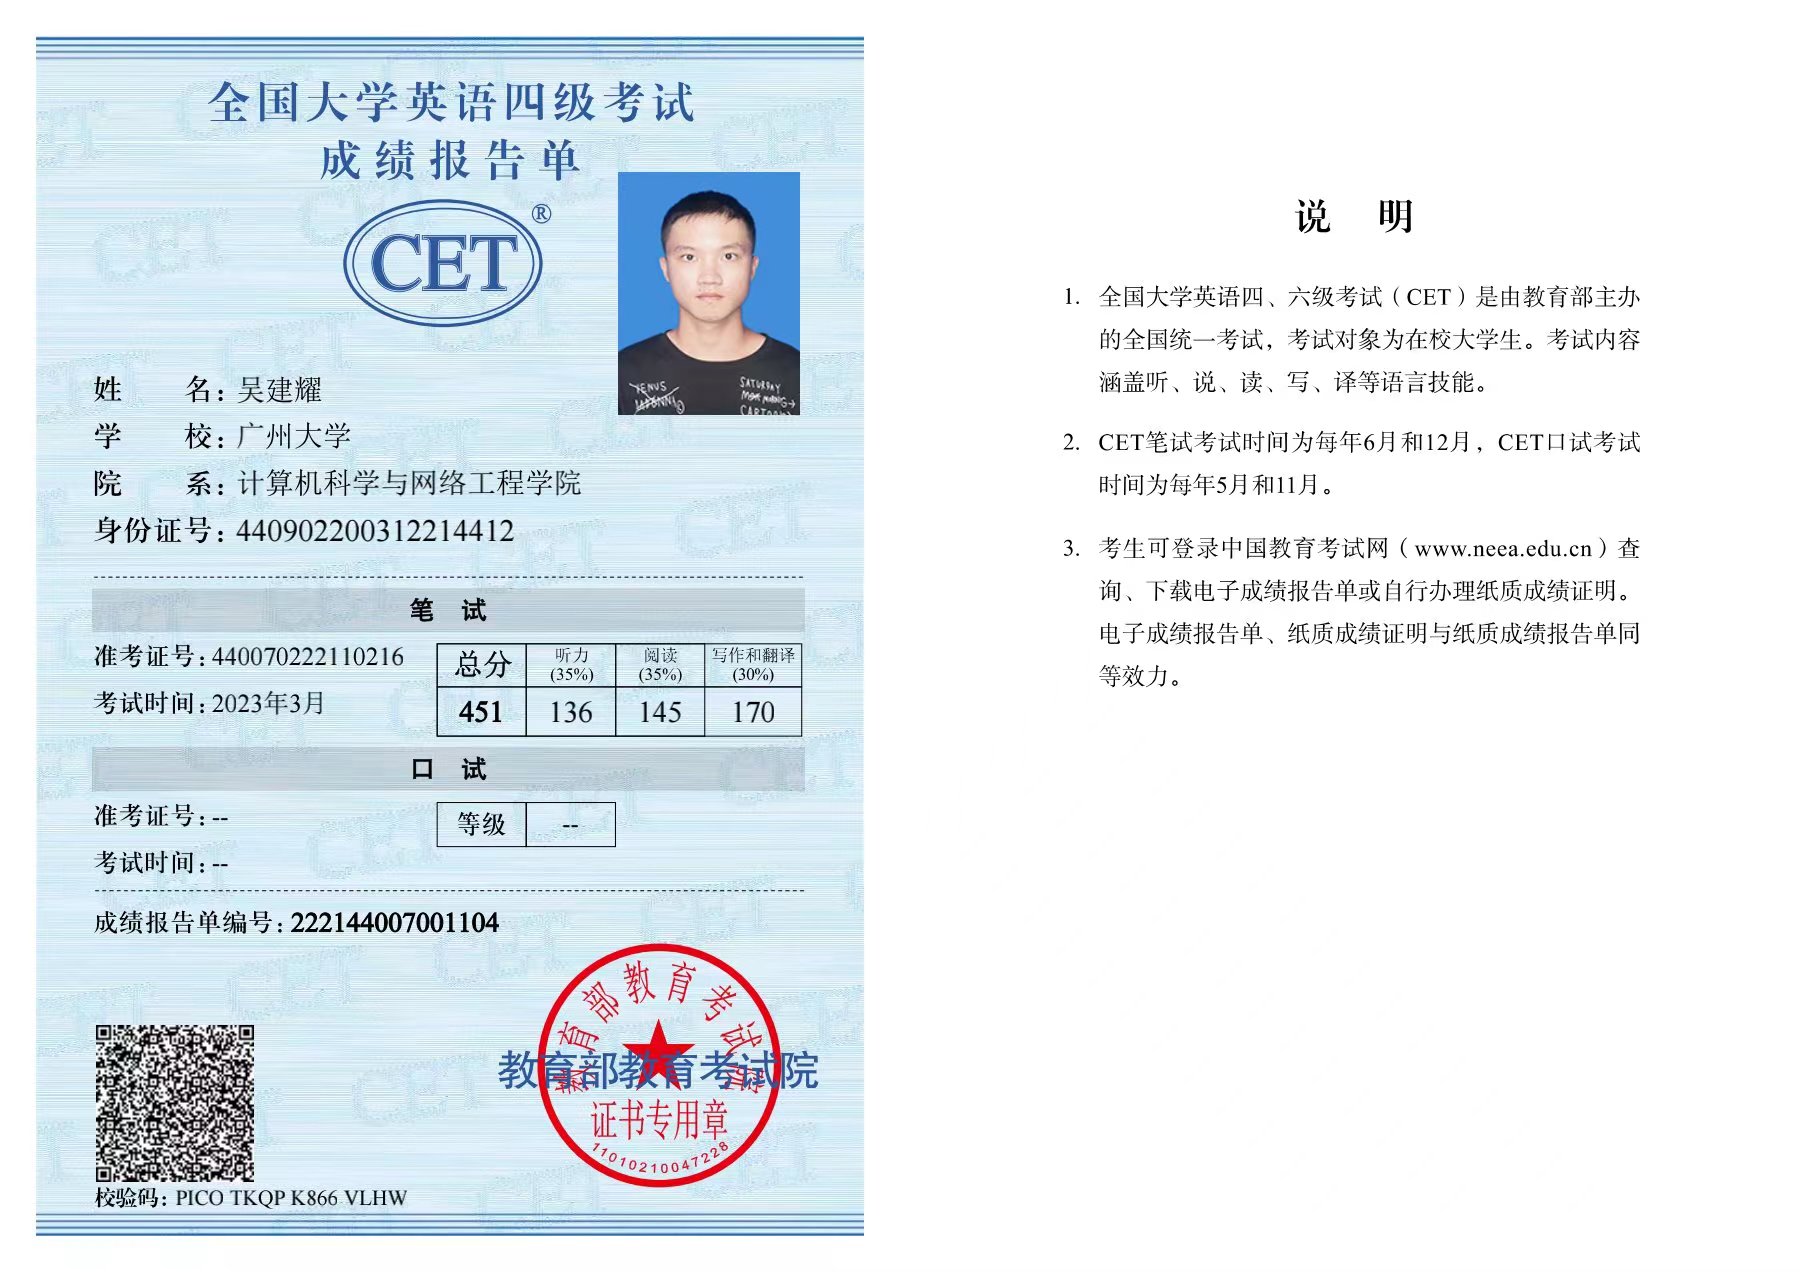 全国大学英语四级考试
成绩报告单
CET®
姓 名：吴建耀
学 校：广州大学
院 系：计算机科学与网络工程学院
身份证号：440902200312214412
VENUS
SATURDAY
笔 试
准考证号：440070222110216
考试时间：2023年3月
总分 听力(35%) 阅读(35%) 写作和翻译(30%)
451 136 145 170
口 试
准考证号：--
考试时间：--
等级 --
成绩报告单编号：222144007001104
教育部教育考试院
教育部教育考试院
证书专用章
11010210047228
校验码：PICO TKQP K866 VLHW
说 明
1. 全国大学英语四、六级考试（CET）是由教育部主办
的全国统一考试，考试对象为在校大学生。考试内容
涵盖听、说、读、写、译等语言技能。
2. CET笔试考试时间为每年6月和12月，CET口试考试
时间为每年5月和11月。
3. 考生可登录中国教育考试网（www.neea.edu.cn）查
询、下载电子成绩报告单或自行办理纸质成绩证明。
电子成绩报告单、纸质成绩证明与纸质成绩报告单同
等效力。